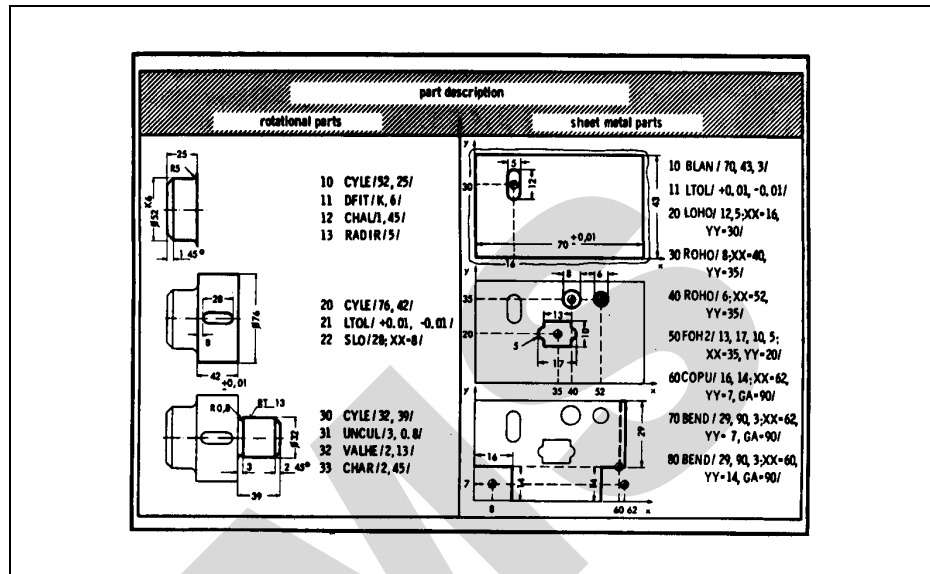 part description
rotational parts
sheet metal parts
25
R5
K6
Ø52
1 45°
10 CYLE/52, 25/
11 DFIT/K, 6/
12 CHAL/1, 45/
13 RADIR/5/
28
8
Ø76
42
+0,01
20 CYLE/76, 42/
21 LTOL/ +0.01, -0.01/
22 SLO/28; XX=8/
R0,8
BT 13
Ø32
3
2 45°
39
30 CYLE/32, 39/
31 UNCUL/3, 0.8/
32 VALHE/2, 13/
33 CHAR/2, 45/
y
5
12
30
43
70 +0,01
16
x
10 BLAN / 70, 43, 3/
11 LTOL/ +0.01, -0.01/
20 LOHO/ 12,5;XX=16,
YY=30/
y
8
6
35
13
20
10
5
17
35 40 52
x
30 ROHO/ 8;XX=40,
YY=35/
40 ROHO/ 6; XX=52,
YY=35/
50 FOH2/ 13, 17, 10, 5;
XX=35, YY=20/
y
29
16
7
14
14
8
60 62
x
60 COPU/ 16, 14; XX=62,
YY=7, GA=90/
70 BEND / 29, 90, 3;XX=62,
YY= 7, GA=90/
80 BEND/ 29, 90, 3;XX=60,
YY=14, GA=90/
MS